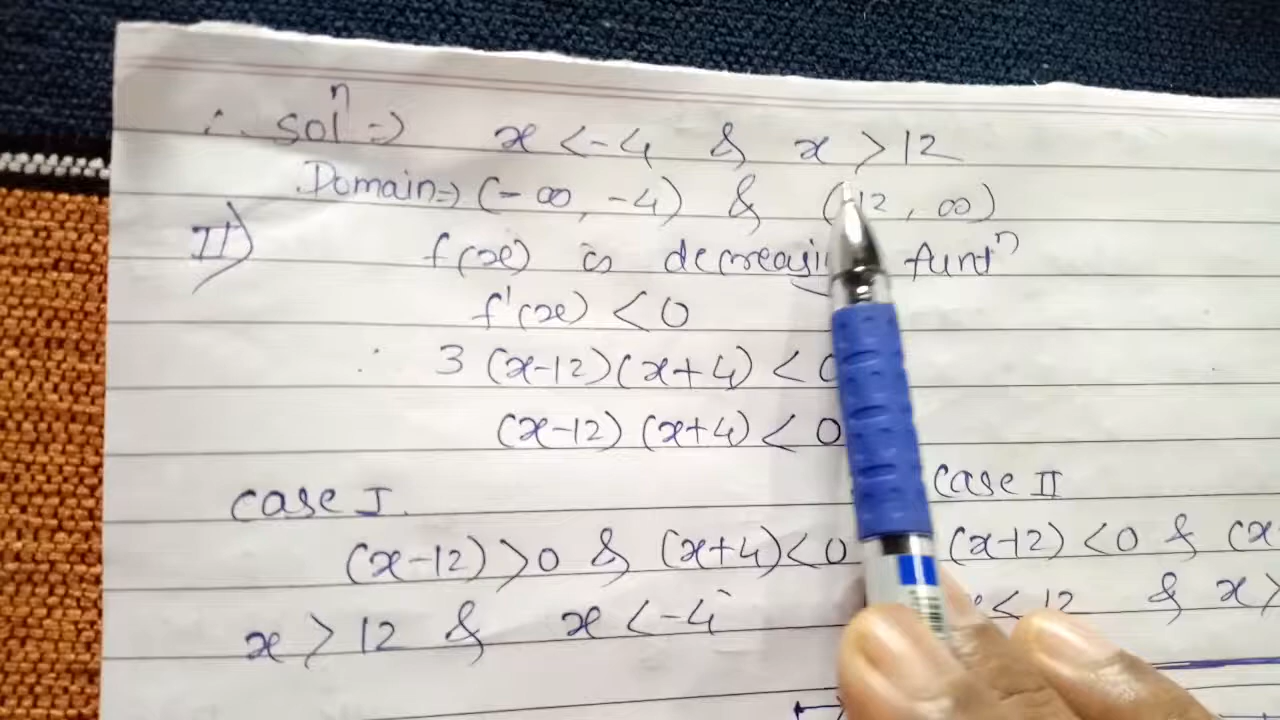 ∴ Solⁿ ⇒ x < -4 & x > 12
Domain ⇒ (-∞, -4) & (12, ∞)
II) f(x) is decreasing funtⁿ
f'(x) < 0
3 (x-12)(x+4) < 0
(x-12) (x+4) < 0
Case I. Case II
(x-12) > 0 & (x+4) < 0 (x-12) < 0 & (x
x > 12 & x < -4 x < 12 & x >